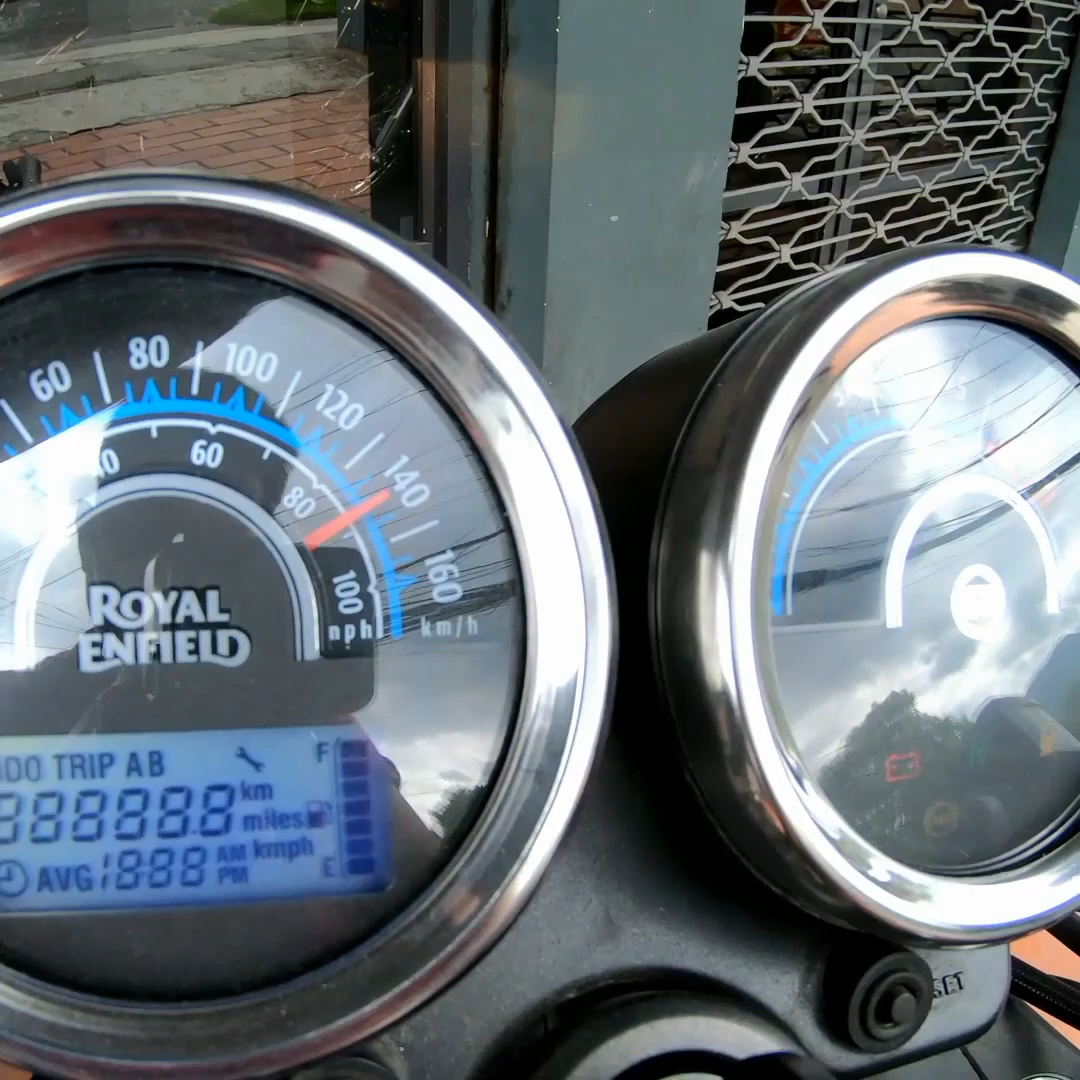 60 80 100 120 140 160
60 80 100
mph km/h
ROYAL
ENFIELD
TRIP A B
F
888888 km
miles
AVG 1888 AM kmph
PM
E
SET